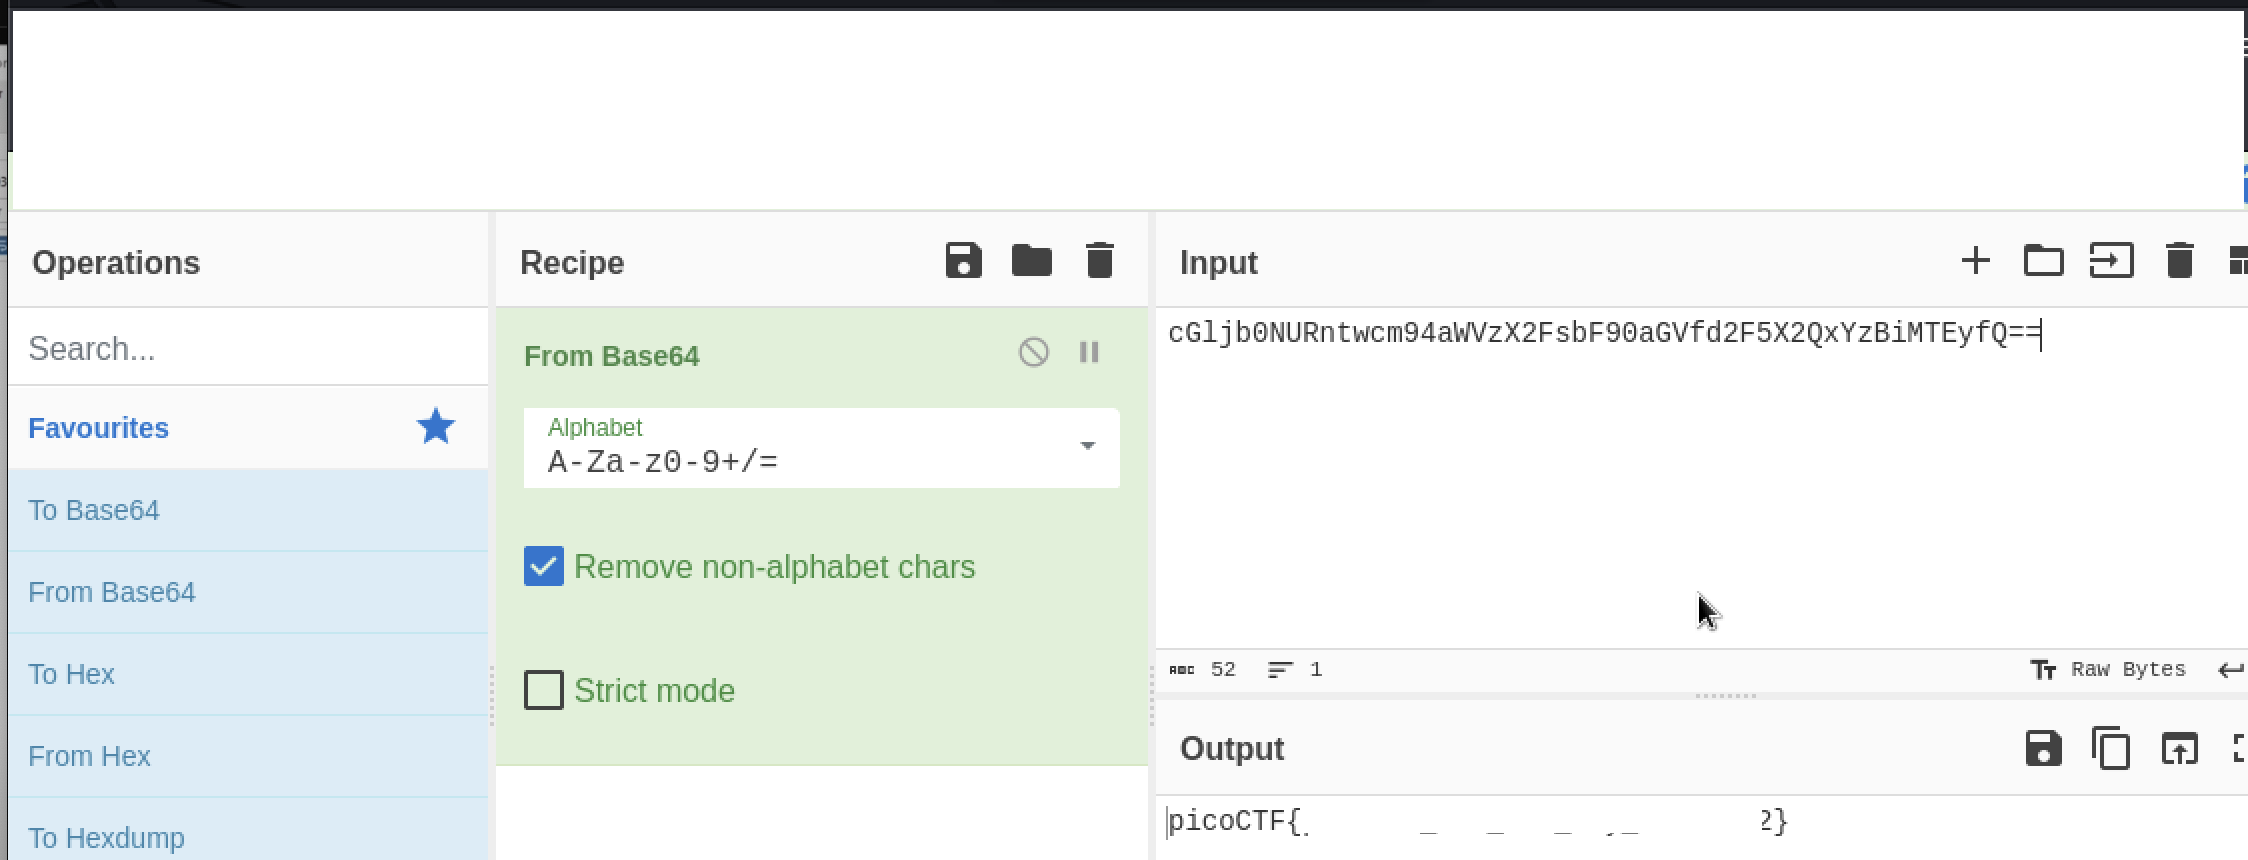 Operations
Recipe
Input
Search...
Favourites
To Base64
From Base64
To Hex
From Hex
To Hexdump
From Base64
Alphabet
A-Za-z0-9+/=
Remove non-alphabet chars
Strict mode
cGljb0NURntwcm94aWVzX2FsbF90aGVfd2F5X2QxYzBiMTEyfQ==
ABC 52 1
Raw Bytes
Output
picoCTF{ 2}